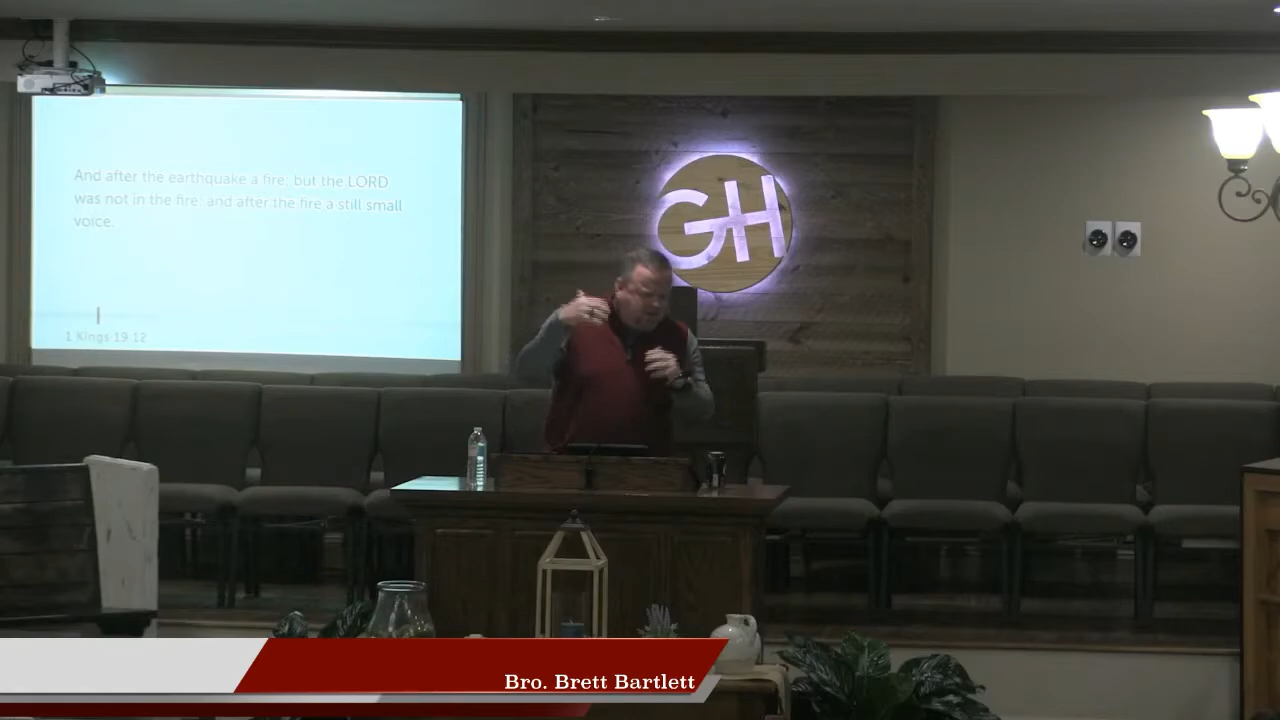 And after the earthquake a fire; but the LORD
was not in the fire: and after the fire a still small
voice.
1 Kings 19:12
GH
Bro. Brett Bartlett